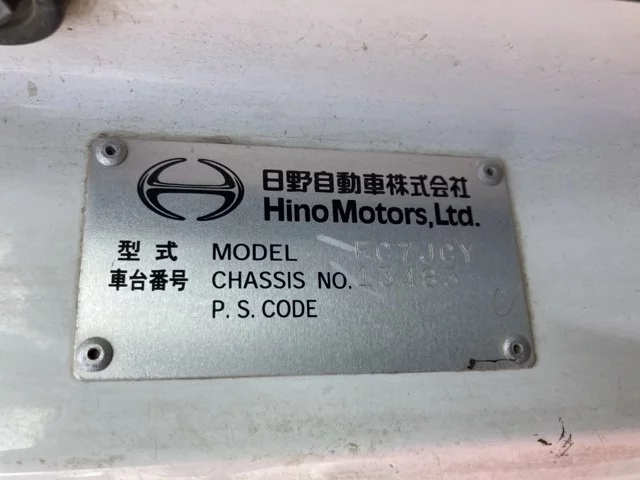 日野自動車株式会社
Hino Motors, Ltd.
型式 MODEL FC7JCY
車台番号 CHASSIS NO. 13483
P.S. CODE